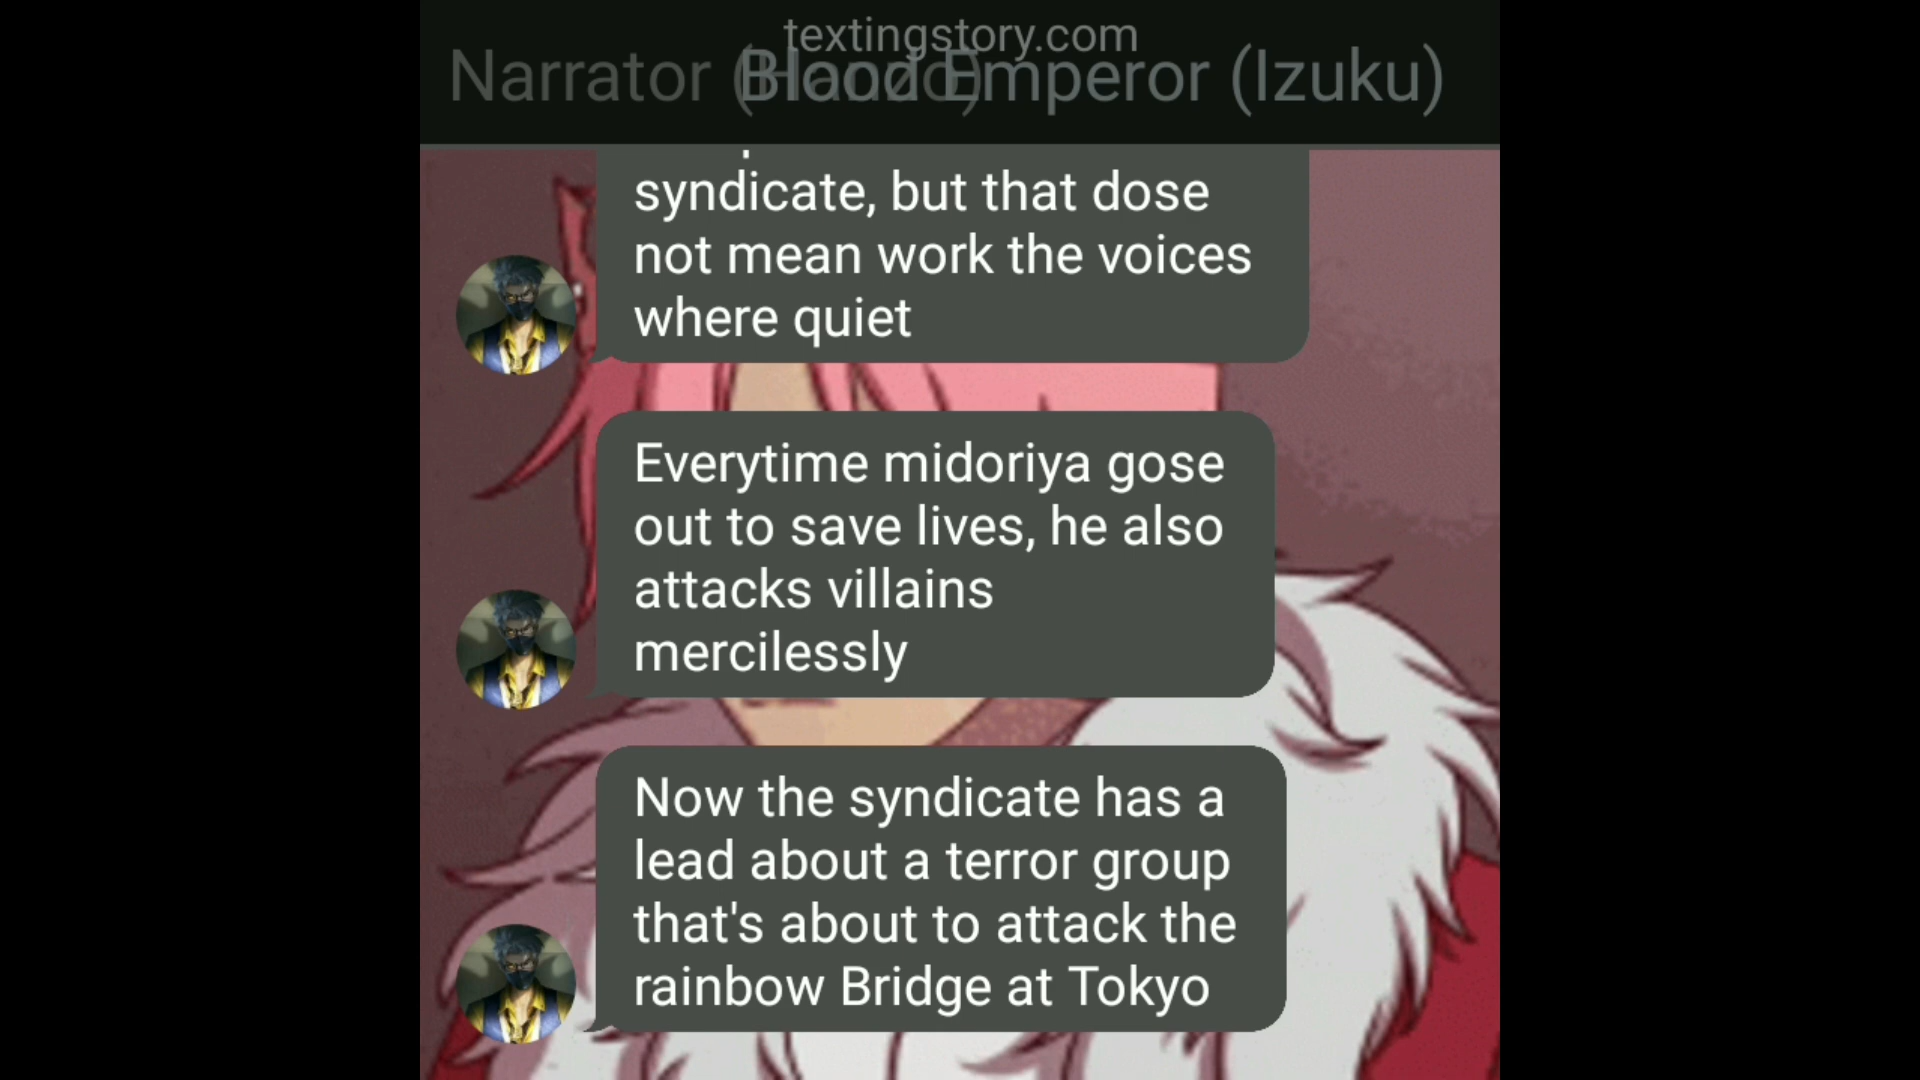 textingstory.com
Narrator (Hanzo)
Blood Emperor (Izuku)
syndicate, but that dose
not mean work the voices
where quiet
Everytime midoriya gose
out to save lives, he also
attacks villains
mercilessly
Now the syndicate has a
lead about a terror group
that's about to attack the
rainbow Bridge at Tokyo